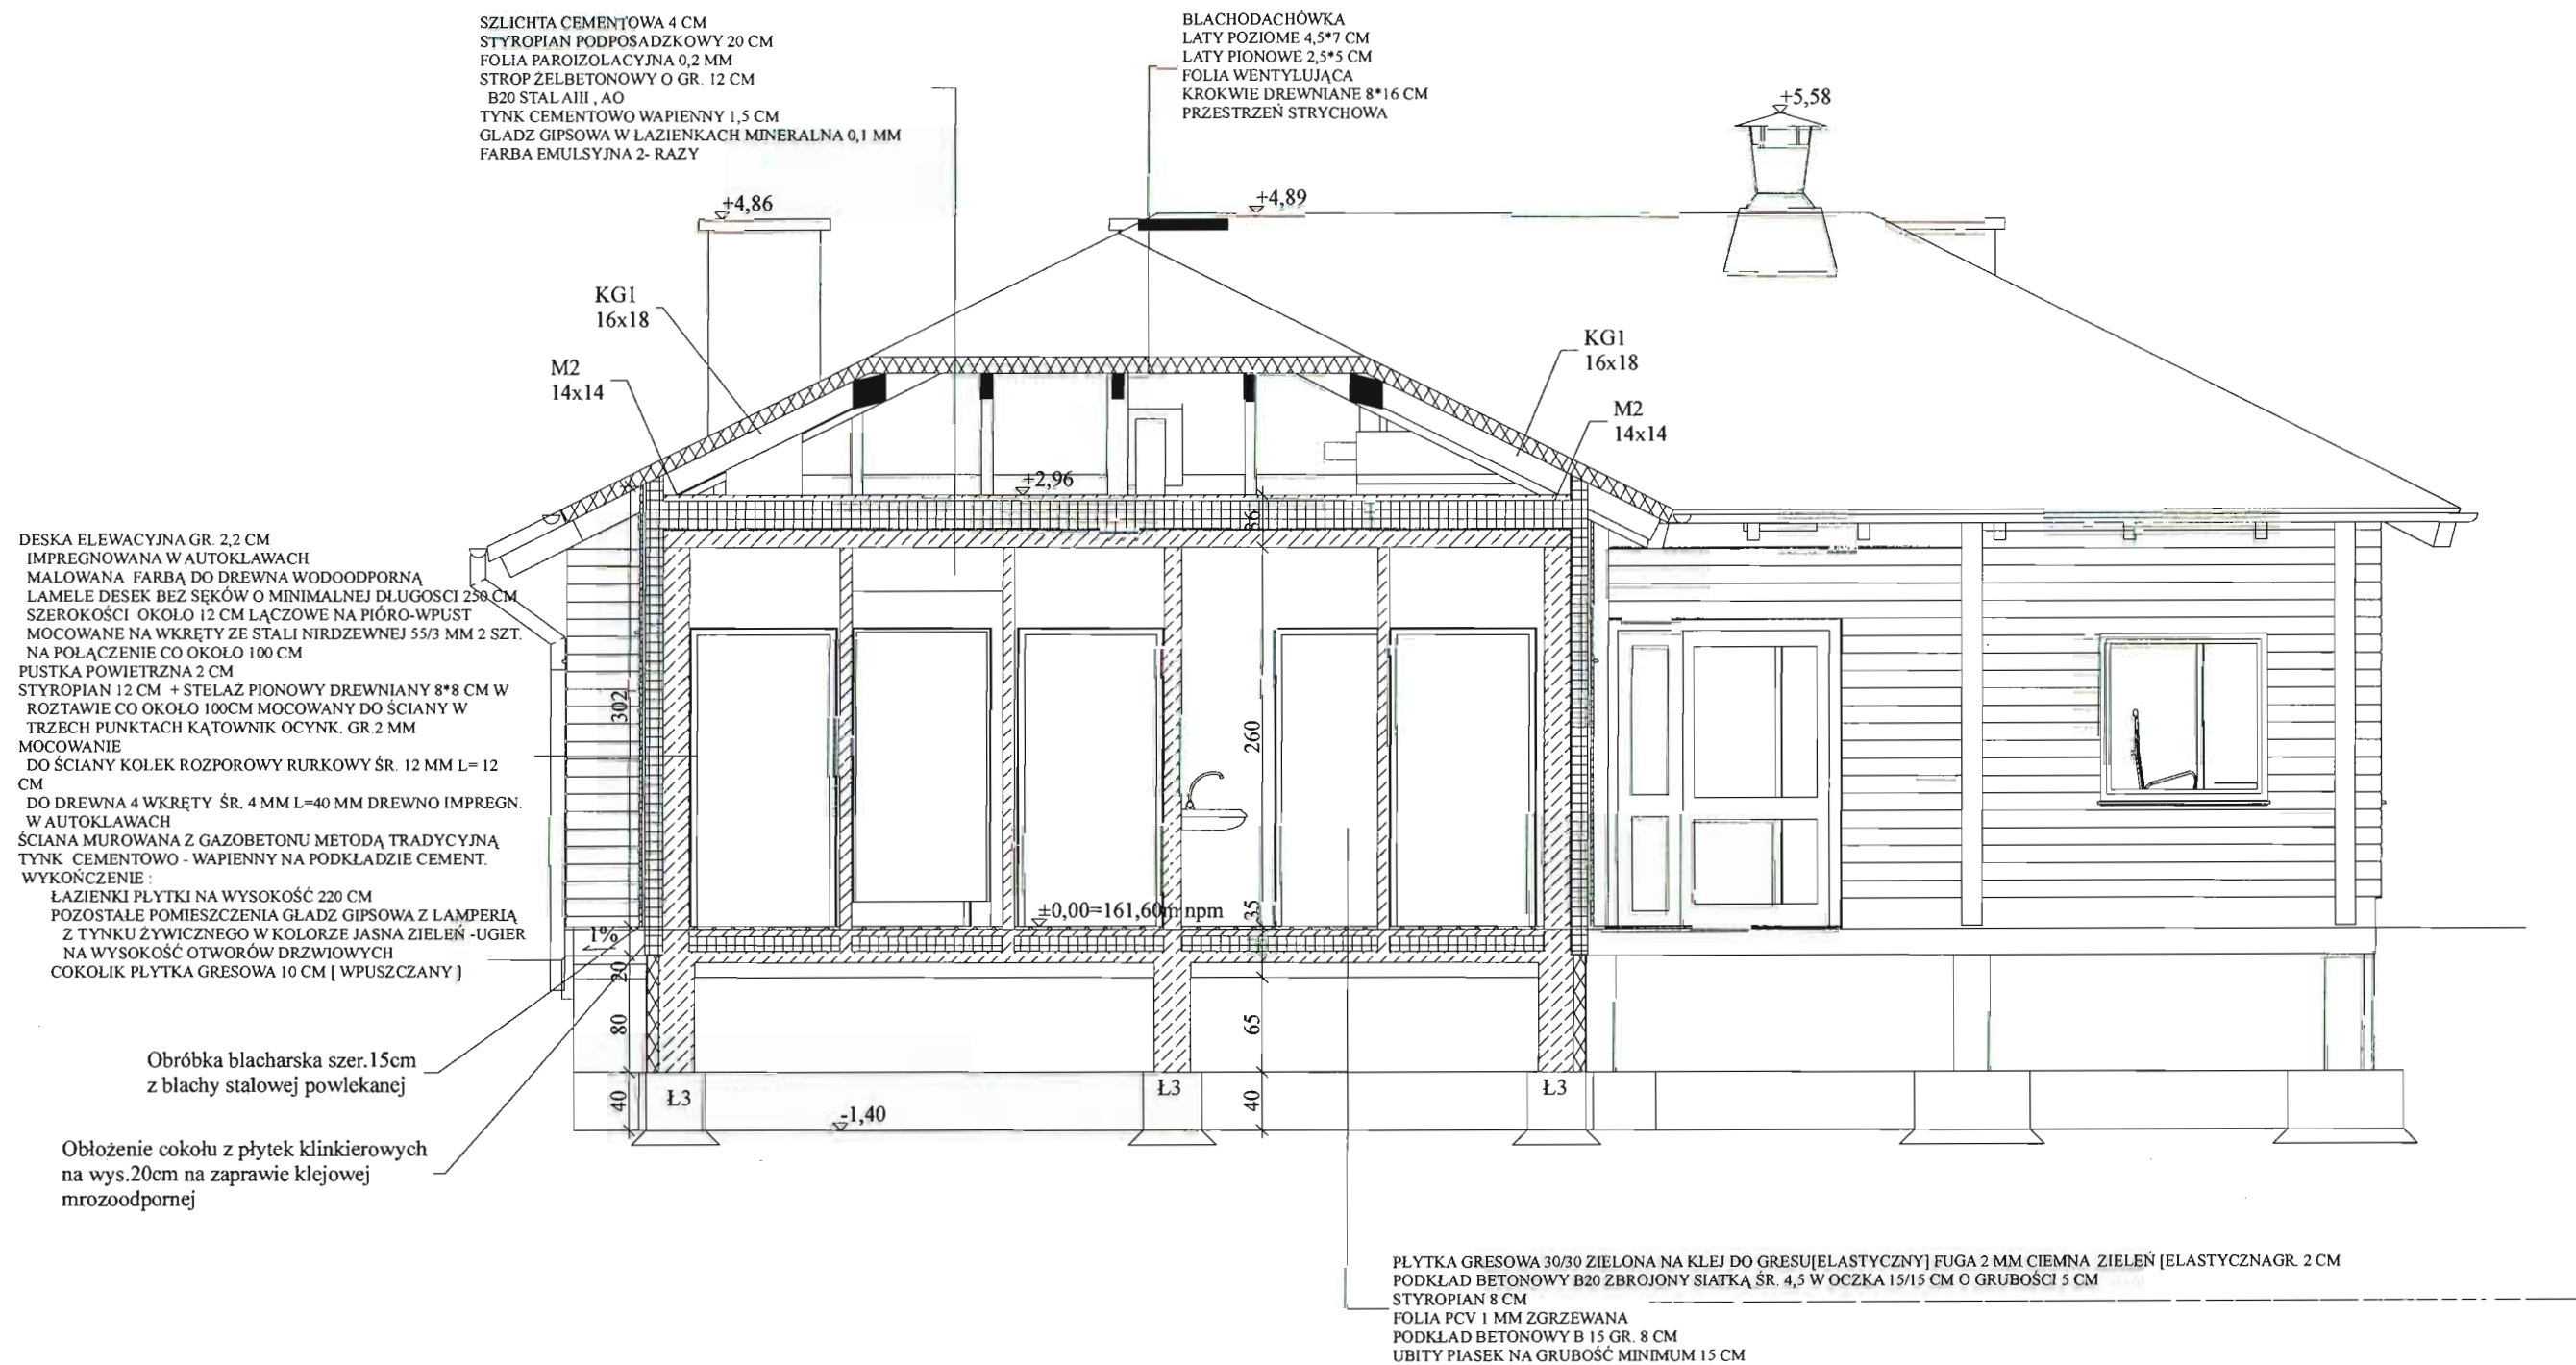 SZLICHTA CEMENTOWA 4 CM
STYROPIAN PODPOSADZKOWY 20 CM
FOLIA PAROIZOLACYJNA 0,2 MM
STROP ŻELBETONOWY O GR. 12 CM
B20 STAL AIII , AO
TYNK CEMENTOWO WAPIENNY 1,5 CM
GLADZ GIPSOWA W ŁAZIENKACH MINERALNA 0,1 MM
FARBA EMULSYJNA 2- RAZY
BLACHODACHÓWKA
LATY POZIOME 4,5*7 CM
LATY PIONOWE 2,5*5 CM
FOLIA WENTYLUJĄCA
KROKWIE DREWNIANE 8*16 CM
PRZESTRZEŃ STRYCHOWA
+5,58
+4,86
+4,89
KG1
16x18
M2
14x14
KG1
16x18
M2
14x14
+2,96
36
DESKA ELEWACYJNA GR. 2,2 CM
IMPREGNOWANA W AUTOKLAWACH
MALOWANA FARBĄ DO DREWNA WODOODPORNĄ
LAMELE DESEK BEZ SĘKÓW O MINIMALNEJ DŁUGOSCI 250 CM
SZEROKOŚCI OKOŁO 12 CM LĄCZOWE NA PIÓRO-WPUST
MOCOWANE NA WKRĘTY ZE STALI NIRDZEWNEJ 55/3 MM 2 SZT.
NA POŁĄCZENIE CO OKOŁO 100 CM
PUSTKA POWIETRZNA 2 CM
STYROPIAN 12 CM + STELAŻ PIONOWY DREWNIANY 8*8 CM W
ROZTAWIE CO OKOŁO 100CM MOCOWANY DO ŚCIANY W
TRZECH PUNKTACH KĄTOWNIK OCYNK. GR.2 MM
MOCOWANIE
DO ŚCIANY KOŁEK ROZPOROWY RURKOWY ŚR. 12 MM L= 12
CM
DO DREWNA 4 WKRĘTY ŚR. 4 MM L=40 MM DREWNO IMPREGN.
W AUTOKLAWACH
ŚCIANA MUROWANA Z GAZOBETONU METODĄ TRADYCYJNĄ
TYNK CEMENTOWO - WAPIENNY NA PODKŁADZIE CEMENT.
WYKOŃCZENIE :
ŁAZIENKI PŁYTKI NA WYSOKOŚĆ 220 CM
POZOSTAŁE POMIESZCZENIA GŁADZ GIPSOWA Z LAMPERIĄ
Z TYNKU ŻYWICZNEGO W KOLORZE JASNA ZIELEŃ -UGIER
NA WYSOKOŚĆ OTWORÓW DRZWIOWYCH
COKOLIK PŁYTKA GRESOWA 10 CM [ WPUSZCZANY ]
302
260
±0,00=161,60m npm
35
1%
20
80
65
40
40
Obróbka blacharska szer.15cm
z blachy stalowej powlekanej
Ł3
Ł3
Ł3
-1,40
Obłożenie cokołu z płytek klinkierowych
na wys.20cm na zaprawie klejowej
mrozoodpornej
PŁYTKA GRESOWA 30/30 ZIELONA NA KLEJ DO GRESU[ELASTYCZNY] FUGA 2 MM CIEMNA ZIELEŃ [ELASTYCZNAGR. 2 CM
PODKŁAD BETONOWY B20 ZBROJONY SIATKĄ ŚR. 4,5 W OCZKA 15/15 CM O GRUBOŚCI 5 CM
STYROPIAN 8 CM
FOLIA PCV 1 MM ZGRZEWANA
PODKŁAD BETONOWY B 15 GR. 8 CM
UBITY PIASEK NA GRUBOŚĆ MINIMUM 15 CM